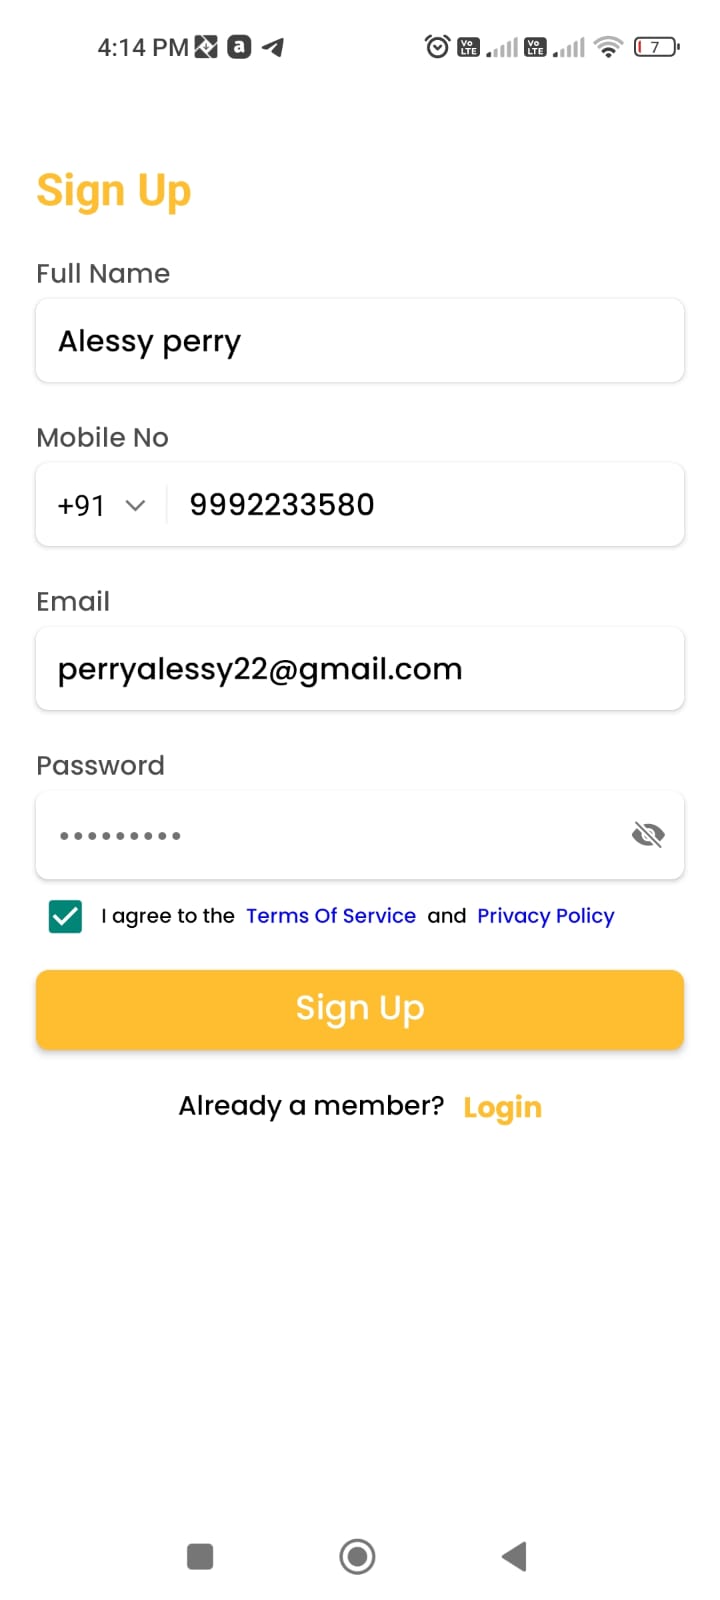 4:14 PM a Vo LTE Vo LTE 7
Sign Up
Full Name
Alessy perry
Mobile No
+91 9992233580
Email
perryalessy22@gmail.com
Password
•••••••••
I agree to the Terms Of Service and Privacy Policy
Sign Up
Already a member? Login